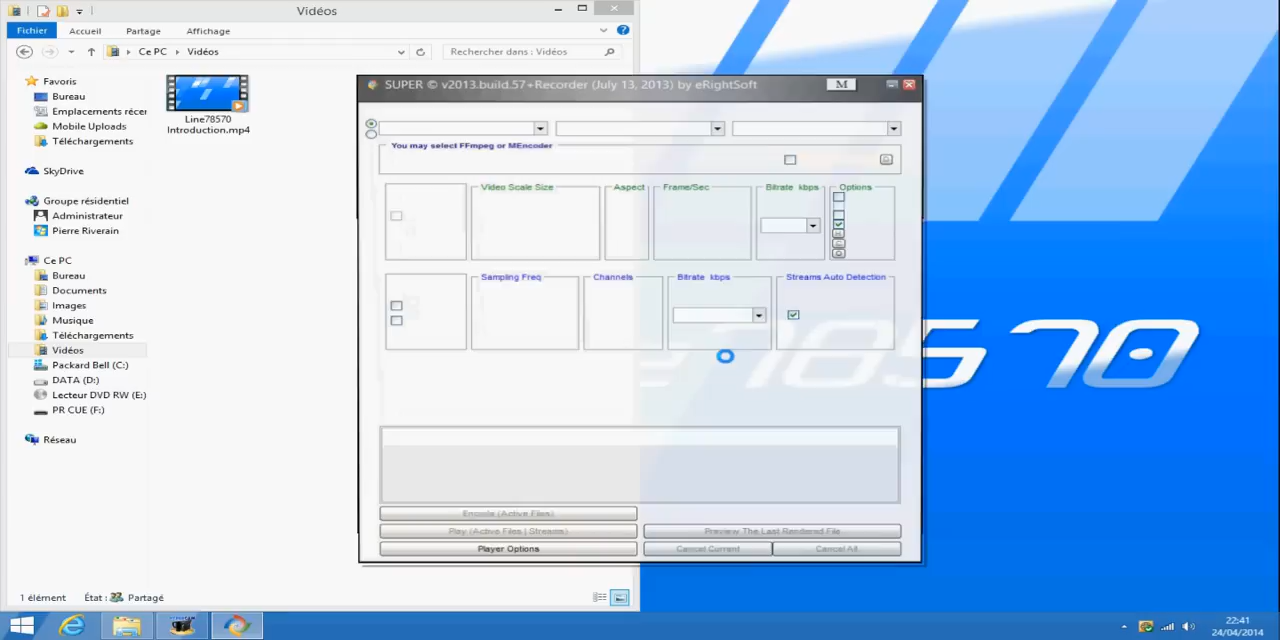 Vidéos
Fichier Accueil Partage Affichage
Ce PC Vidéos
Rechercher dans : Vidéos
Favoris
Bureau
Emplacements récer
Mobile Uploads
Téléchargements
SkyDrive
Groupe résidentiel
Administrateur
Pierre Riverain
Ce PC
Bureau
Documents
Images
Musique
Téléchargements
Vidéos
Packard Bell (C:)
DATA (D:)
Lecteur DVD RW (E:)
PR CUE (F:)
Réseau
Line78570
Introduction.mp4
1 élément État : Partagé
SUPER © v2013.build.57+Recorder (July 13, 2013) by eRightSoft
M
You may select FFmpeg or MEncoder
Video Scale Size Aspect Frame/Sec Bitrate kbps Options
Sampling Freq Channels Bitrate kbps Streams Auto Detection
Encode (Active Files)
Play (Active Files | Streams) Preview The Last Rendered File
Player Options Cancel Current Cancel All
78570
22:41
24/04/2014